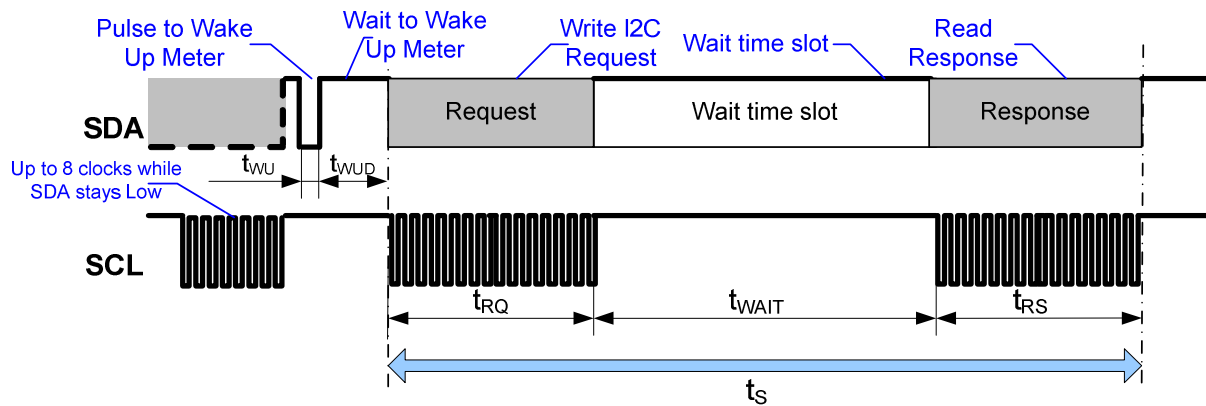 Pulse to Wake
Up Meter
Wait to Wake
Up Meter
Write I2C
Request
Wait time slot
Read
Response
SDA
Request
Wait time slot
Response
Up to 8 clocks while
SDA stays Low
tWU
tWUD
SCL
tRQ
tWAIT
tRS
tS